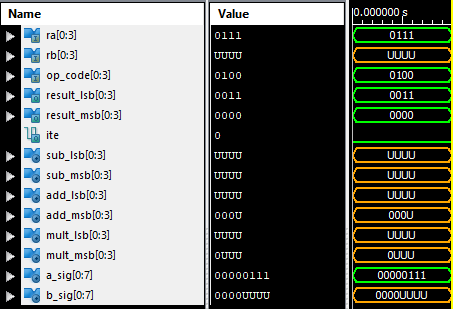 Name Value 0.000000 s
ra[0:3] 0111 0111
rb[0:3] UUUU UUUU
op_code[0:3] 0100 0100
result_lsb[0:3] 0011 0011
result_msb[0:3] 0000 0000
ite 0
sub_lsb[0:3] UUUU UUUU
sub_msb[0:3] UUUU UUUU
add_lsb[0:3] UUUU UUUU
add_msb[0:3] 000U 000U
mult_lsb[0:3] UUUU UUUU
mult_msb[0:3] 0UUU 0UUU
a_sig[0:7] 00000111 00000111
b_sig[0:7] 0000UUUU 0000UUUU